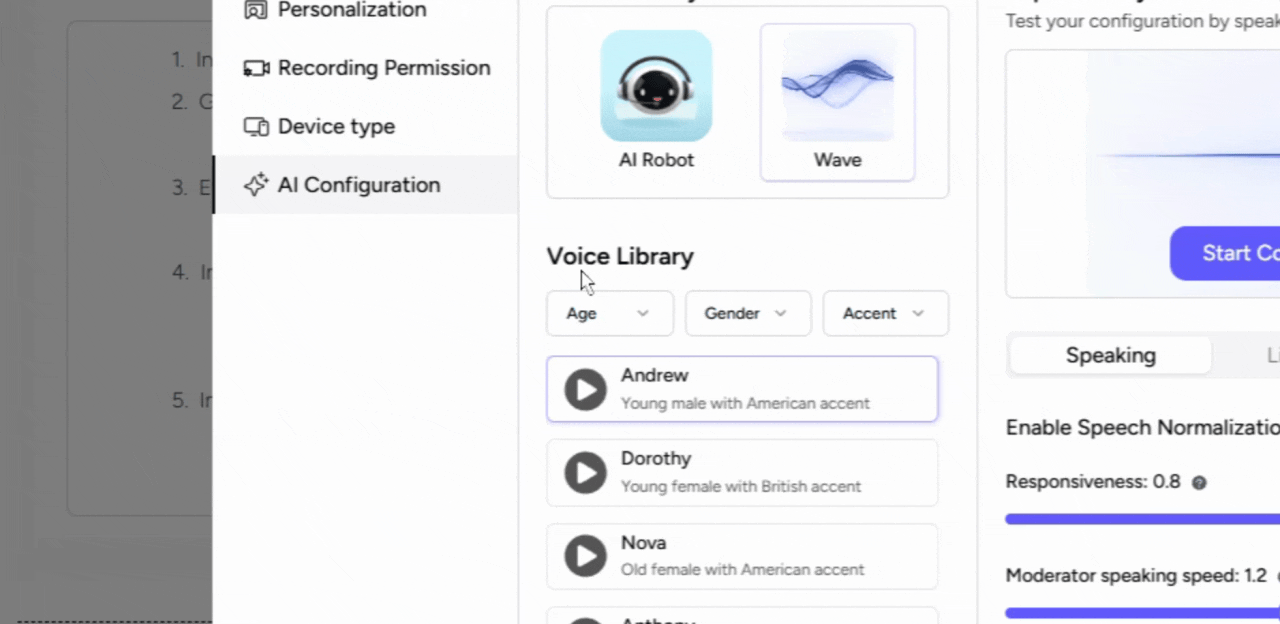 1. In
2. G
3. E
4. Ir
5. Ir
Personalization
Recording Permission
Device type
AI Configuration
AI Robot
Wave
Voice Library
Age
Gender
Accent
Andrew
Young male with American accent
Dorothy
Young female with British accent
Nova
Old female with American accent
Test your configuration by speak
Start Co
Speaking
Li
Enable Speech Normalizatio
Responsiveness: 0.8
Moderator speaking speed: 1.2